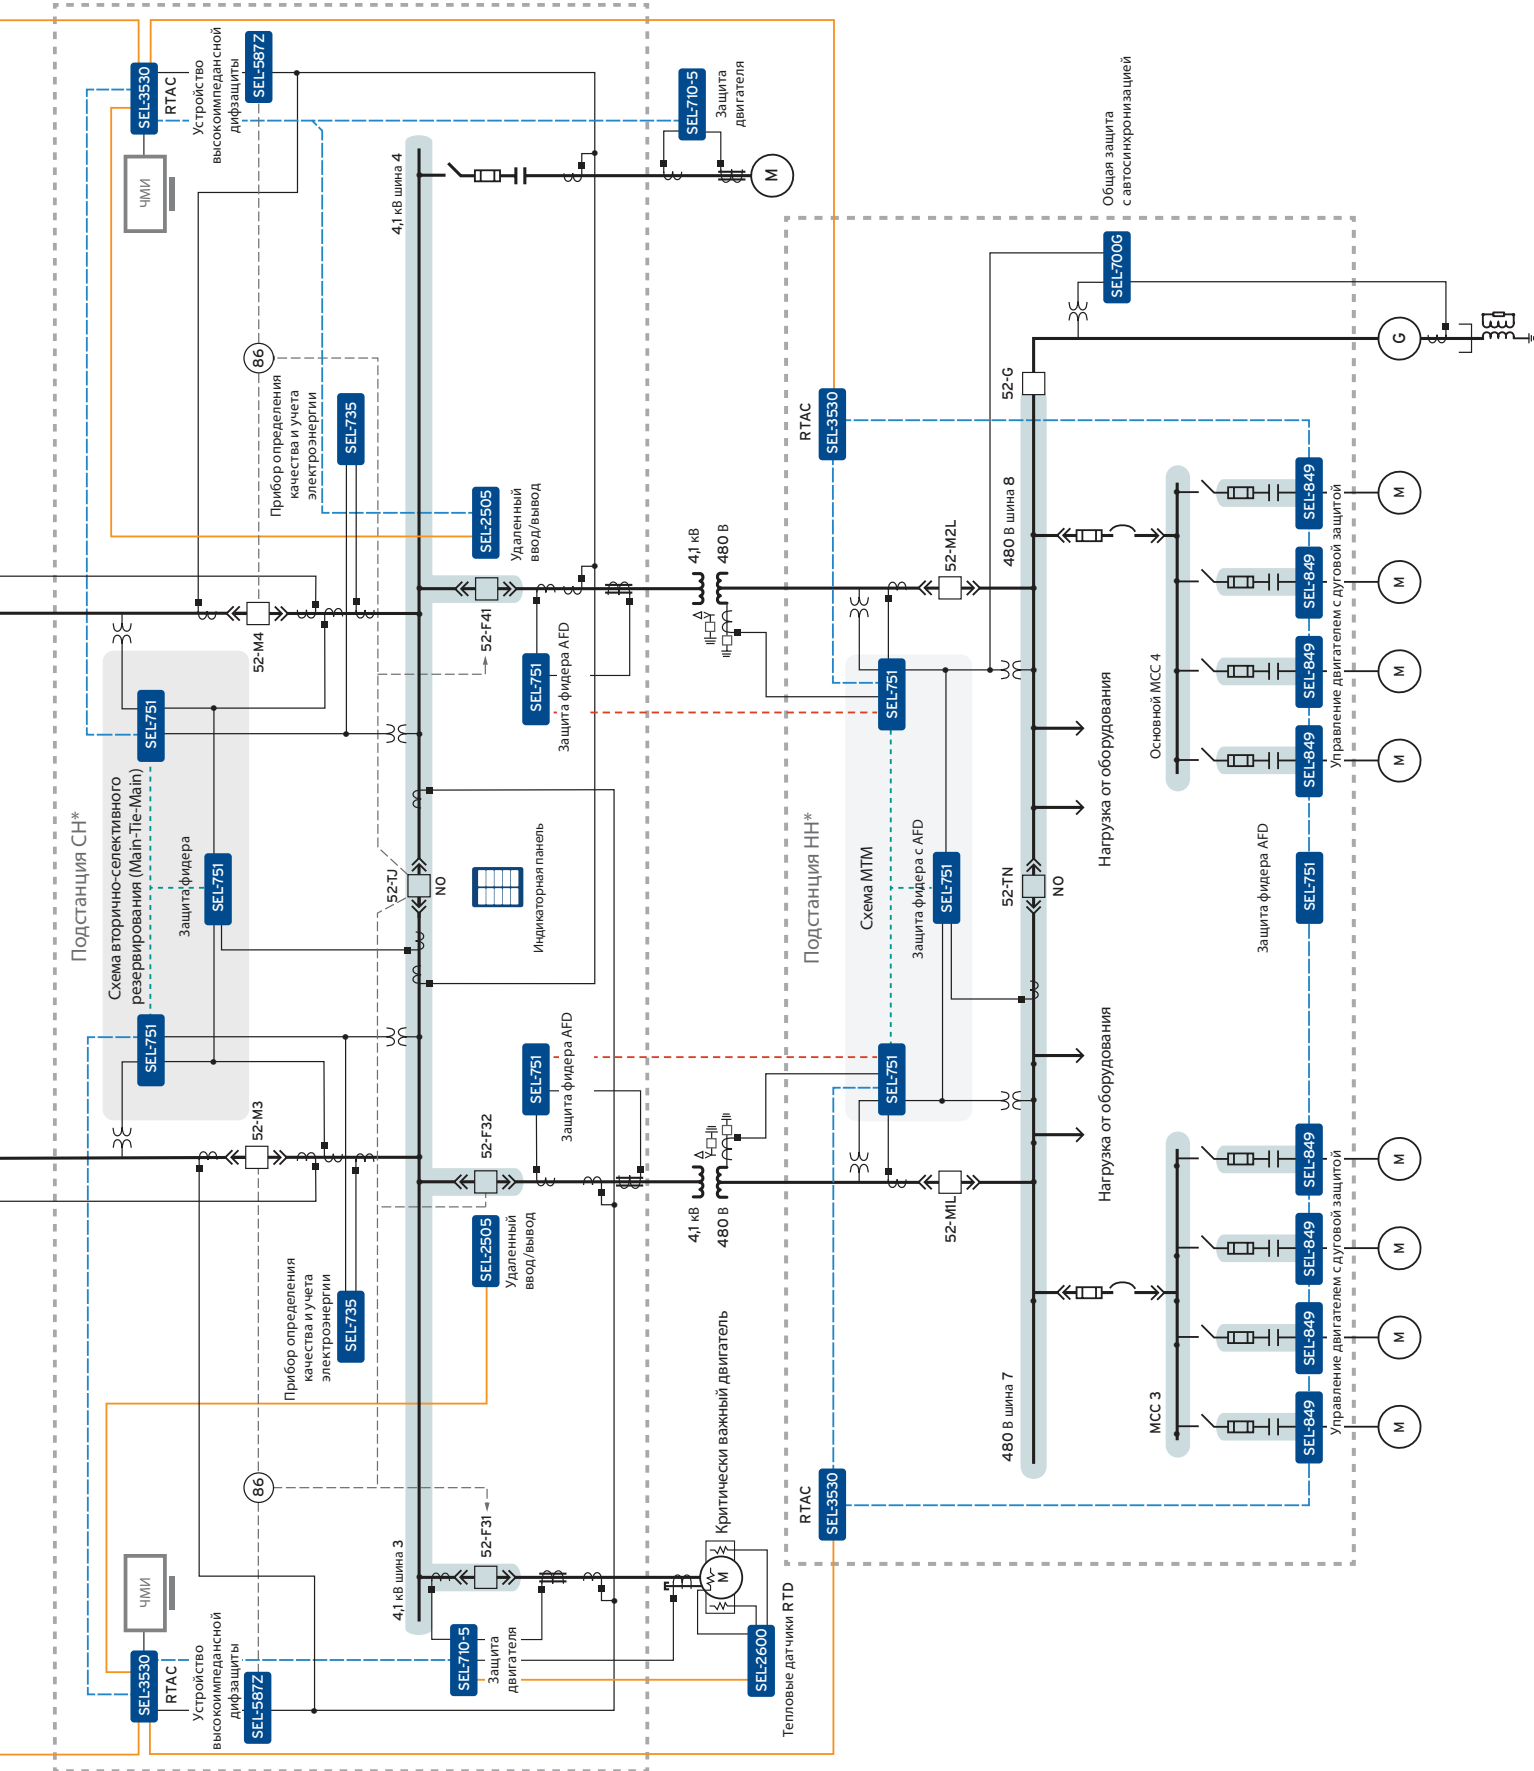 Подстанция СН*
SEL-3530
RTAC
ЧМИ
Устройство
высокоимпедансной
дифзащиты
SEL-587Z
86
52-M3
SEL-751
Схема вторично-селективного
резервирования (Main-Tie-Main)
Защита фидера
SEL-751
SEL-751
52-M4
86
SEL-3530
RTAC
ЧМИ
Устройство
высокоимпедансной
дифзащиты
SEL-587Z
Прибор определения
качества и учета
электроэнергии
SEL-735
Прибор определения
качества и учета
электроэнергии
SEL-735
4,1 кВ шина 3
52-TJ
NO
4,1 кВ шина 4
SEL-710-5
Защита
двигателя
52-F31
SEL-2505
Удаленный
ввод/вывод
52-F32
SEL-751
Защита фидера AFD
Индикаторная панель
SEL-751
Защита фидера AFD
52-F41
SEL-2505
Удаленный
ввод/вывод
SEL-710-5
Защита
двигателя
M
Критически важный двигатель
M
SEL-2600
Тепловые датчики RTD
4,1 кВ
480 В
4,1 кВ
480 В
Подстанция НН*
RTAC
SEL-3530
RTAC
SEL-3530
SEL-751
Схема МТМ
SEL-751
Защита фидера с AFD
SEL-751
52-M1L
52-M2L
480 В шина 7
52-TN
NO
480 В шина 8
52-G
Общая защита
с автосинхронизацией
SEL-700G
G
Нагрузка от оборудования
Нагрузка от оборудования
MCC 3
Основной MCC 4
SEL-849
SEL-849
SEL-849
SEL-849
Управление двигателем с дуговой защитой
Защита фидера AFD
SEL-751
SEL-849
SEL-849
SEL-849
SEL-849
Управление двигателем с дуговой защитой
M
M
M
M
M
M
M
M